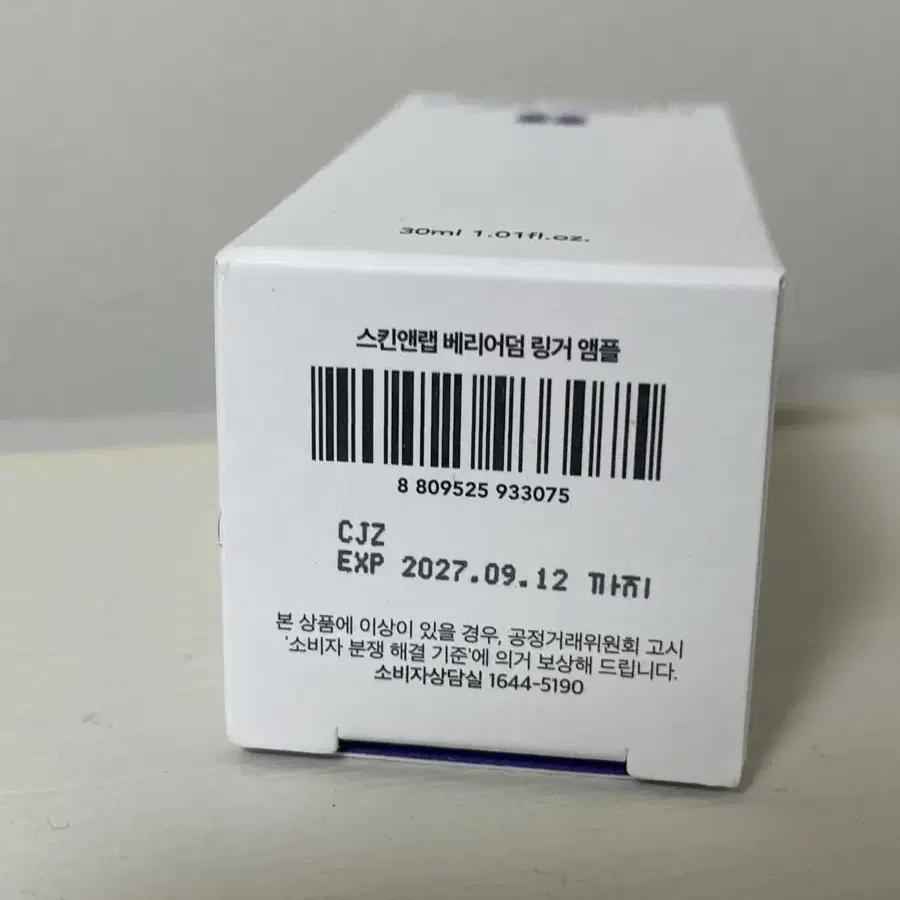 30ml 1.01fl.oz.
스킨앤랩 베리어덤 링거 앰플
8 809525 933075
CJZ
EXP 2027.09.12 까지
본 상품에 이상이 있을 경우, 공정거래위원회 고시
'소비자 분쟁 해결 기준'에 의거 보상해 드립니다.
소비자상담실 1644-5190